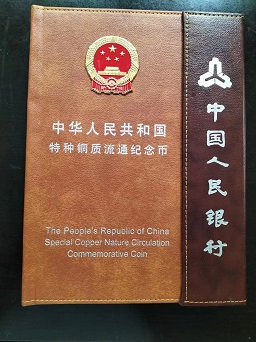 中华人民共和国
特种铜质流通纪念币
The People's Republic of China
Special Copper Nature Circulation
Commemorative Coin
中国人民银行